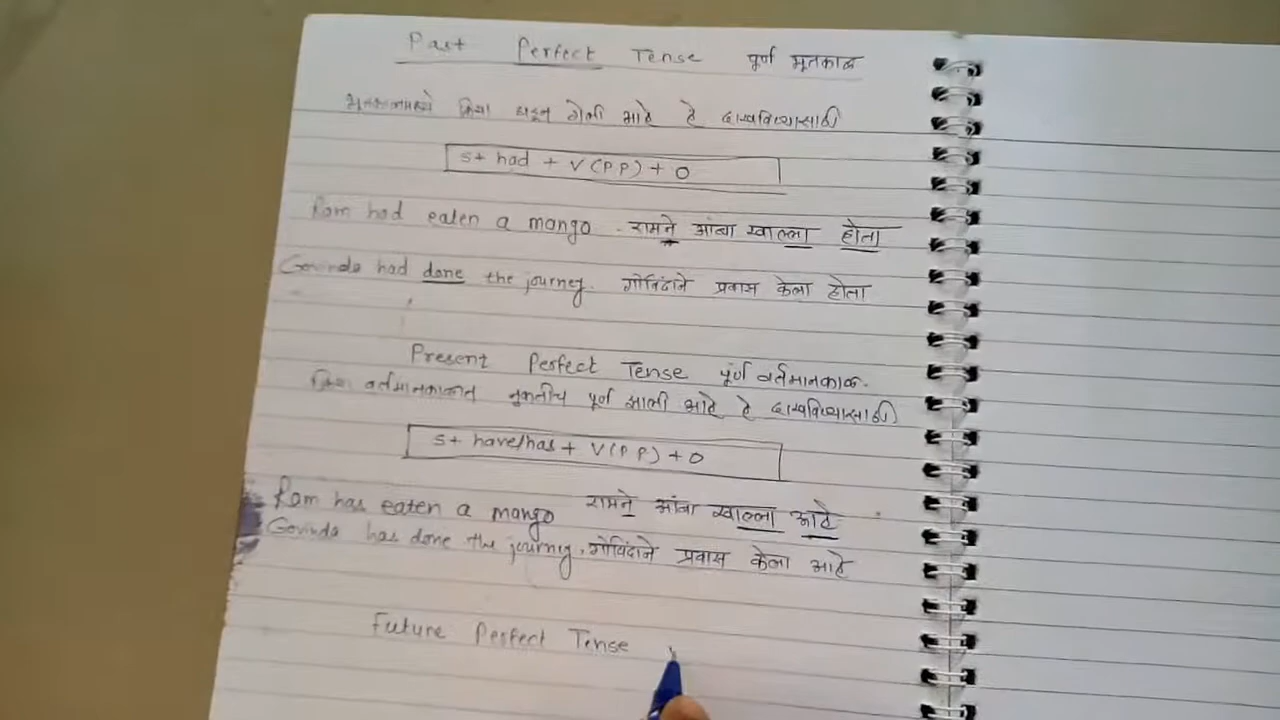 Past Perfect Tense पूर्ण भूतकाळ
भूतकाळामध्ये क्रिया घडून गेली आहे हे दाखविण्यासाठी
S+ had + V(PP) + O
Ram had eaten a mango. रामने आंबा खाल्ला होता
Govinda had done the journey. गोविंदाने प्रवास केला होता
Present Perfect Tense पूर्ण वर्तमानकाळ.
क्रिया वर्तमानकाळात नुकतीच पूर्ण झाली आहे हे दाखविण्यासाठी
S+ have/has + V(PP) + O
Ram has eaten a mango रामने आंबा खाल्ला आहे
Govinda has done the journey. गोविंदाने प्रवास केला आहे
Future Perfect Tense